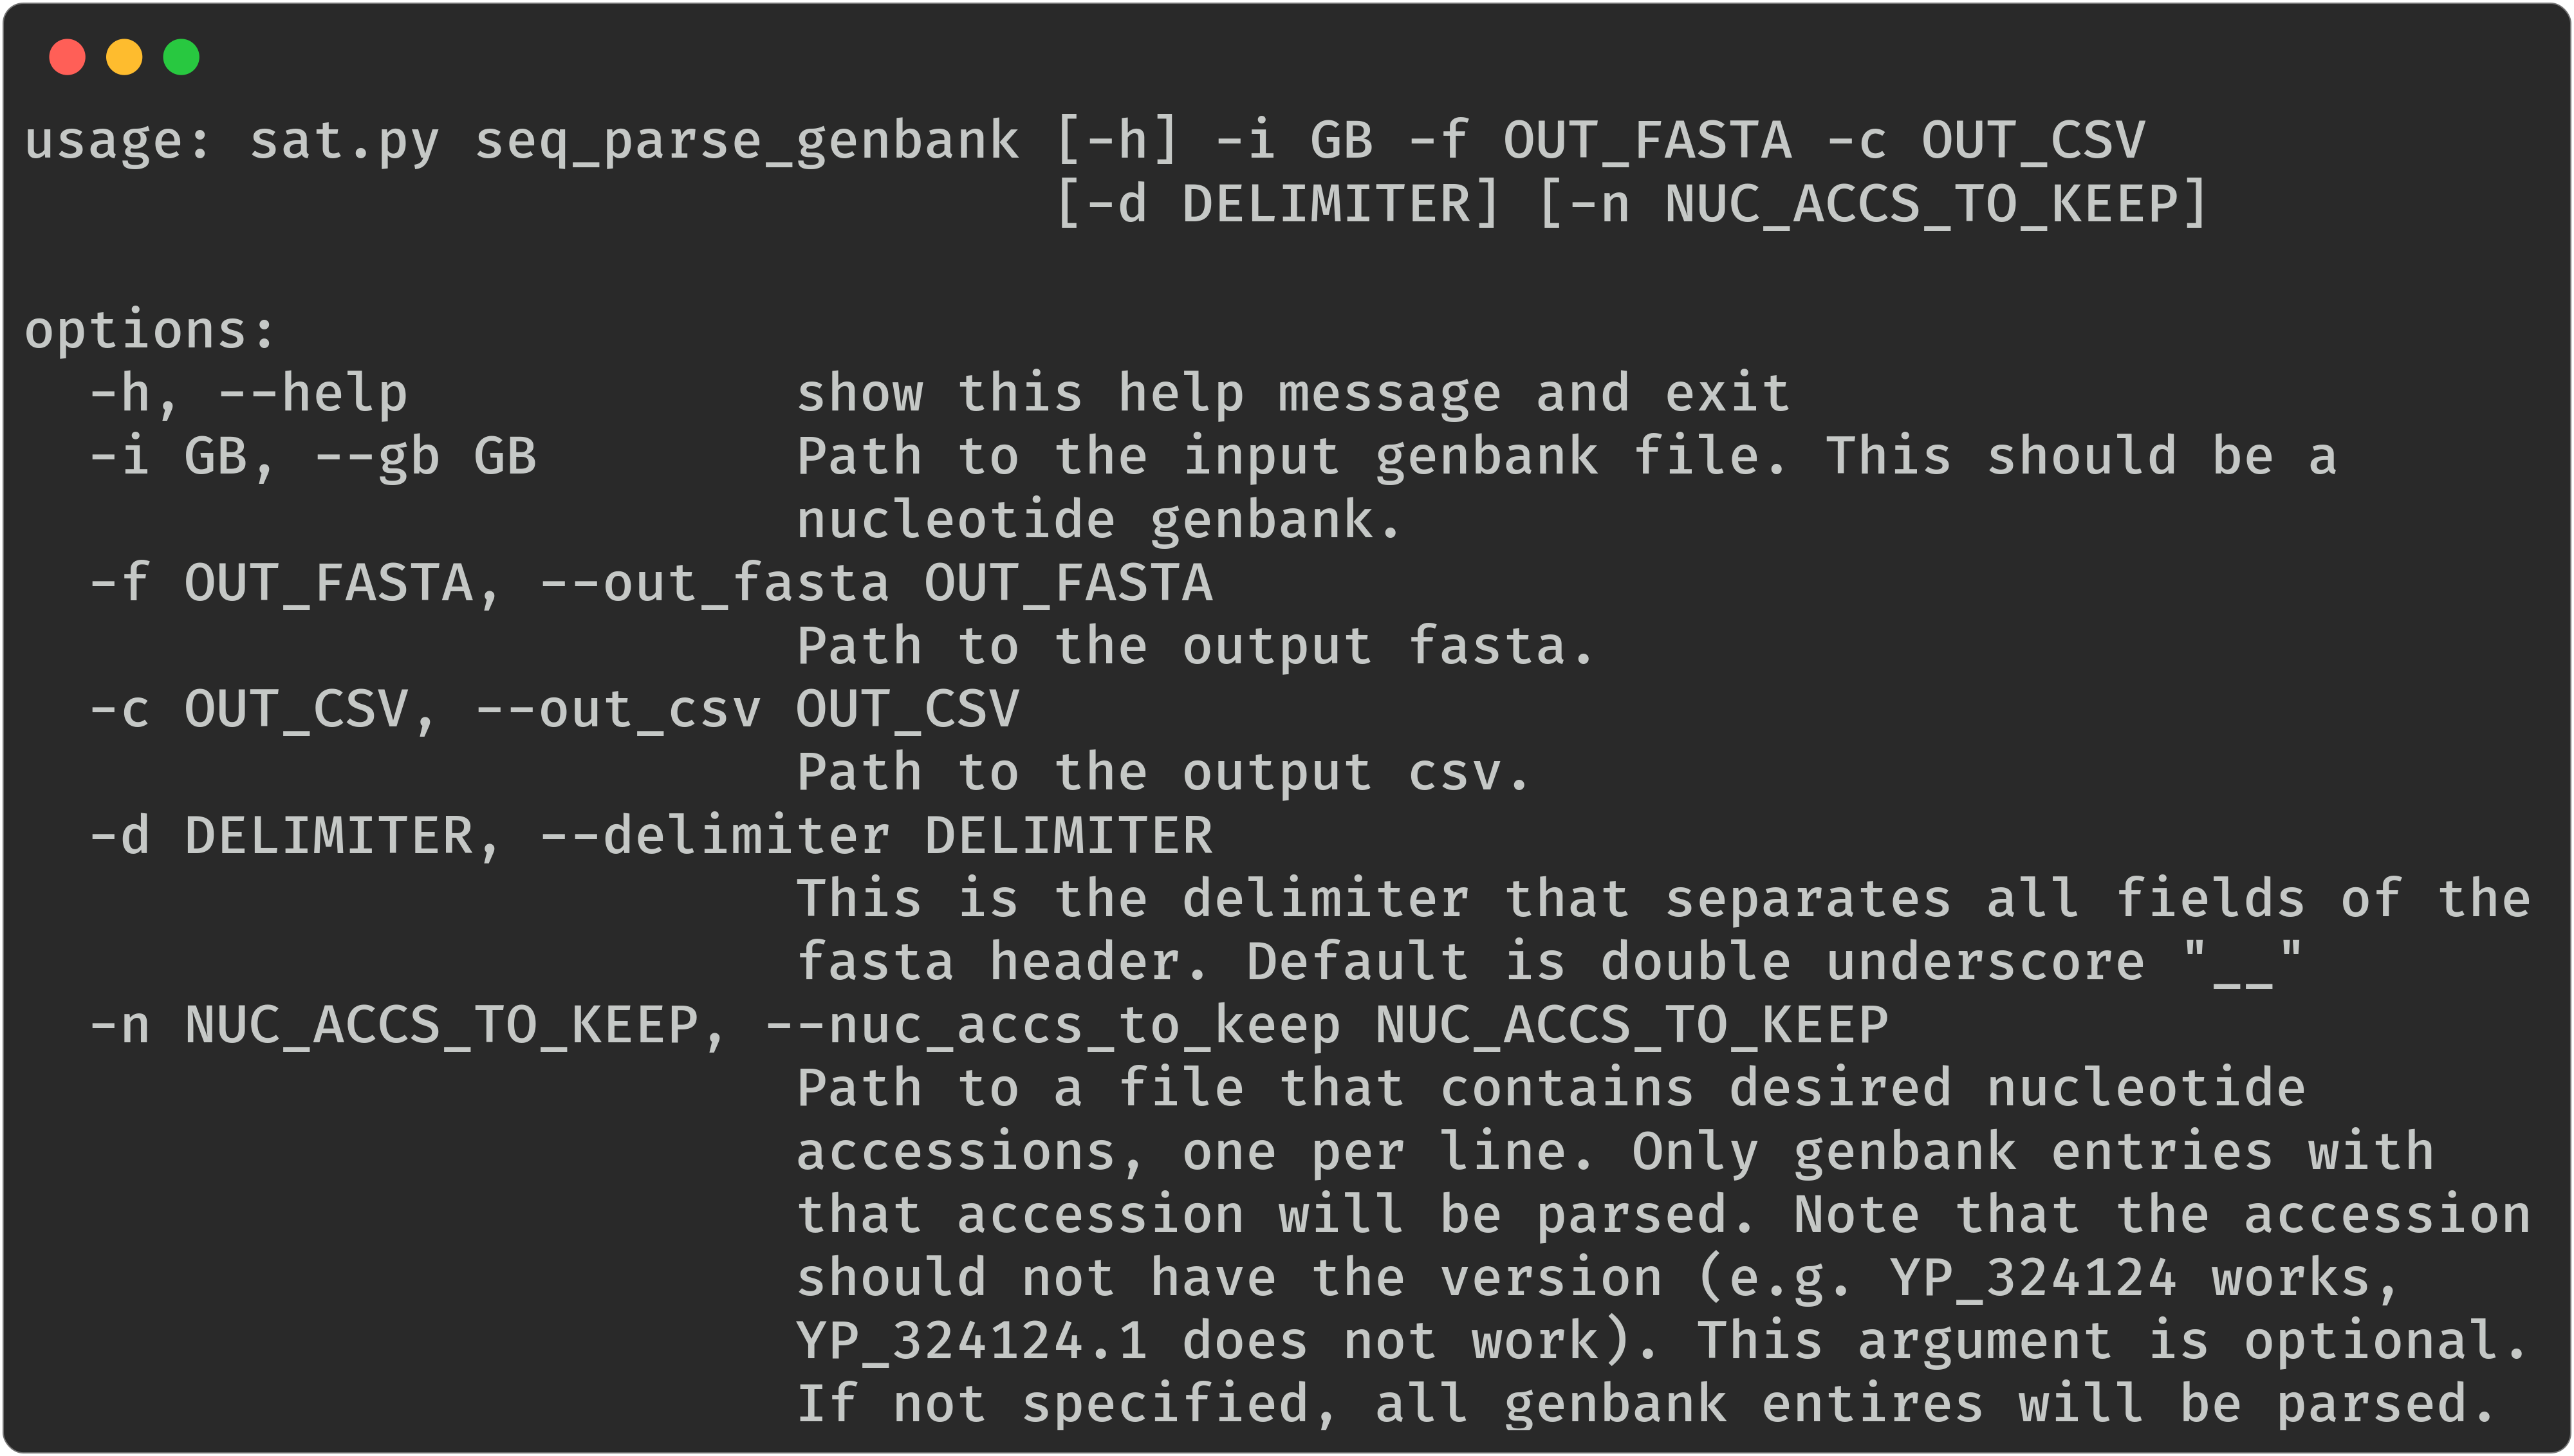 usage: sat.py seq_parse_genbank [-h] -i GB -f OUT_FASTA -c OUT_CSV
[-d DELIMITER] [-n NUC_ACCS_TO_KEEP]
options:
-h, --help show this help message and exit
-i GB, --gb GB Path to the input genbank file. This should be a
nucleotide genbank.
-f OUT_FASTA, --out_fasta OUT_FASTA
Path to the output fasta.
-c OUT_CSV, --out_csv OUT_CSV
Path to the output csv.
-d DELIMITER, --delimiter DELIMITER
This is the delimiter that separates all fields of the
fasta header. Default is double underscore "__"
-n NUC_ACCS_TO_KEEP, --nuc_accs_to_keep NUC_ACCS_TO_KEEP
Path to a file that contains desired nucleotide
accessions, one per line. Only genbank entries with
that accession will be parsed. Note that the accession
should not have the version (e.g. YP_324124 works,
YP_324124.1 does not work). This argument is optional.
If not specified, all genbank entires will be parsed.